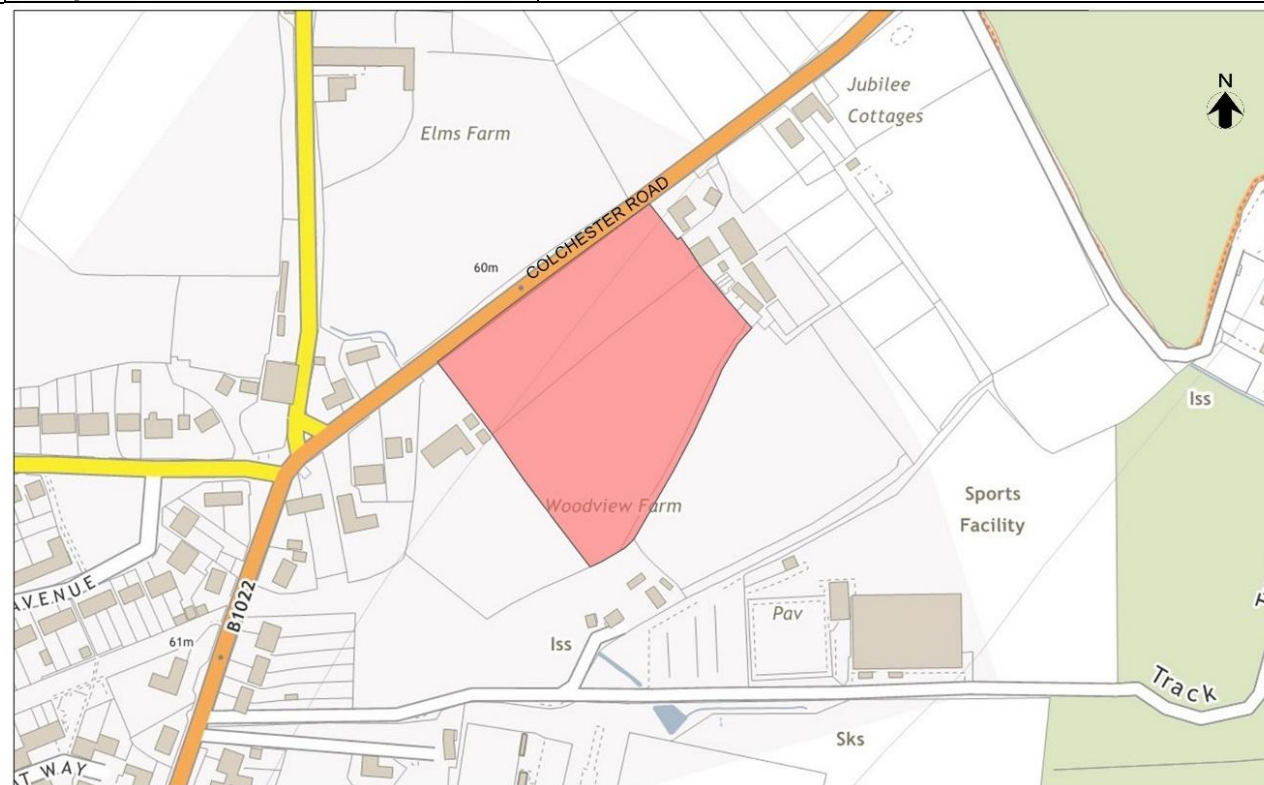 N
Jubilee
Cottages
Elms Farm
COLCHESTER ROAD
60m
Iss
Woodview Farm
Sports
Facility
AVENUE
B1022
61m
Pav
Iss
Track
Sks
T WAY